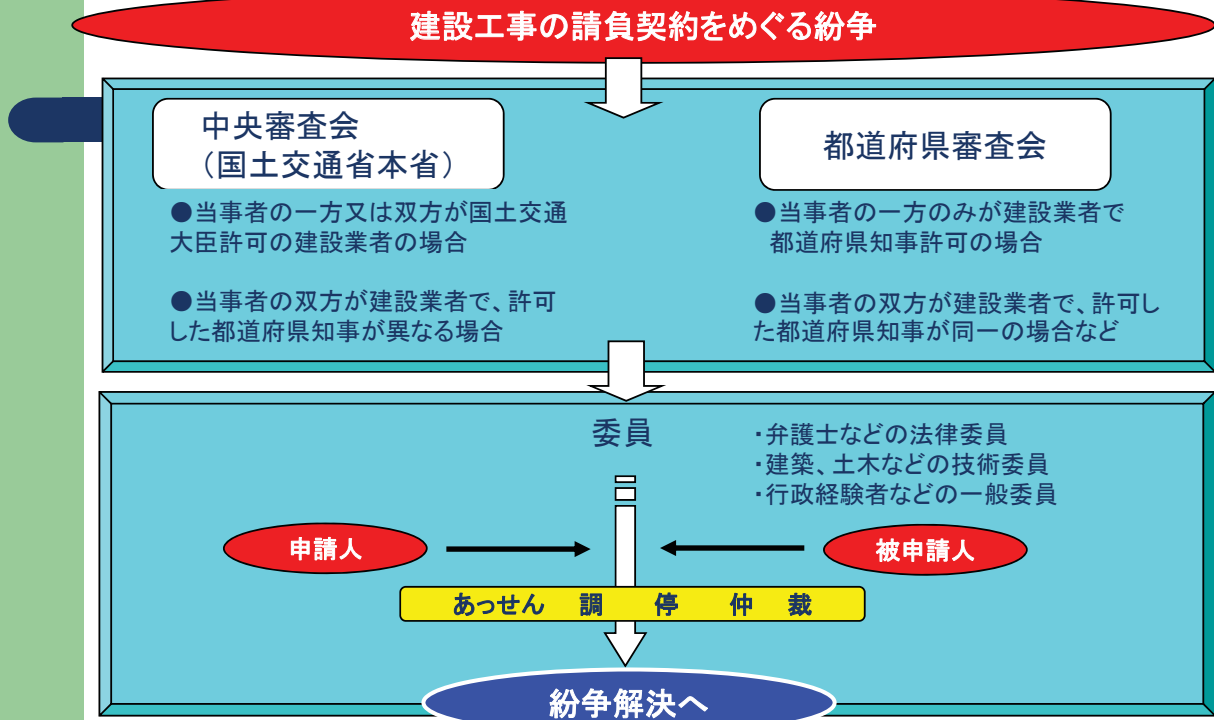 建設工事の請負契約をめぐる紛争
中央審査会
(国土交通省本省)
●当事者の一方又は双方が国土交通
大臣許可の建設業者の場合
●当事者の双方が建設業者で、許可
した都道府県知事が異なる場合
都道府県審査会
●当事者の一方のみが建設業者で
都道府県知事許可の場合
●当事者の双方が建設業者で、許可し
た都道府県知事が同一の場合など
委員
・弁護士などの法律委員
・建築、土木などの技術委員
・行政経験者などの一般委員
申請人
被申請人
あっせん 調 停 仲 裁
紛争解決へ